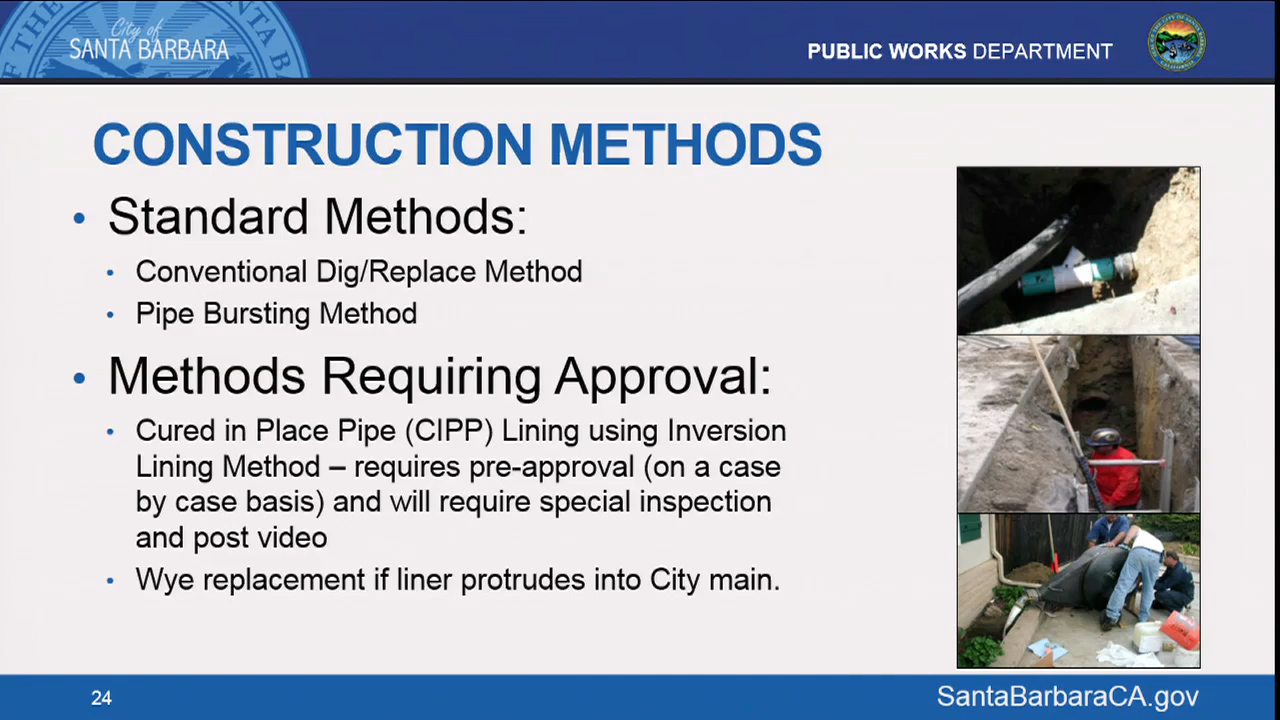 City of
SANTA BARBARA
PUBLIC WORKS DEPARTMENT
CONSTRUCTION METHODS
• Standard Methods:
• Conventional Dig/Replace Method
• Pipe Bursting Method
• Methods Requiring Approval:
• Cured in Place Pipe (CIPP) Lining using Inversion
Lining Method – requires pre-approval (on a case
by case basis) and will require special inspection
and post video
• Wye replacement if liner protrudes into City main.
24
SantaBarbaraCA.gov